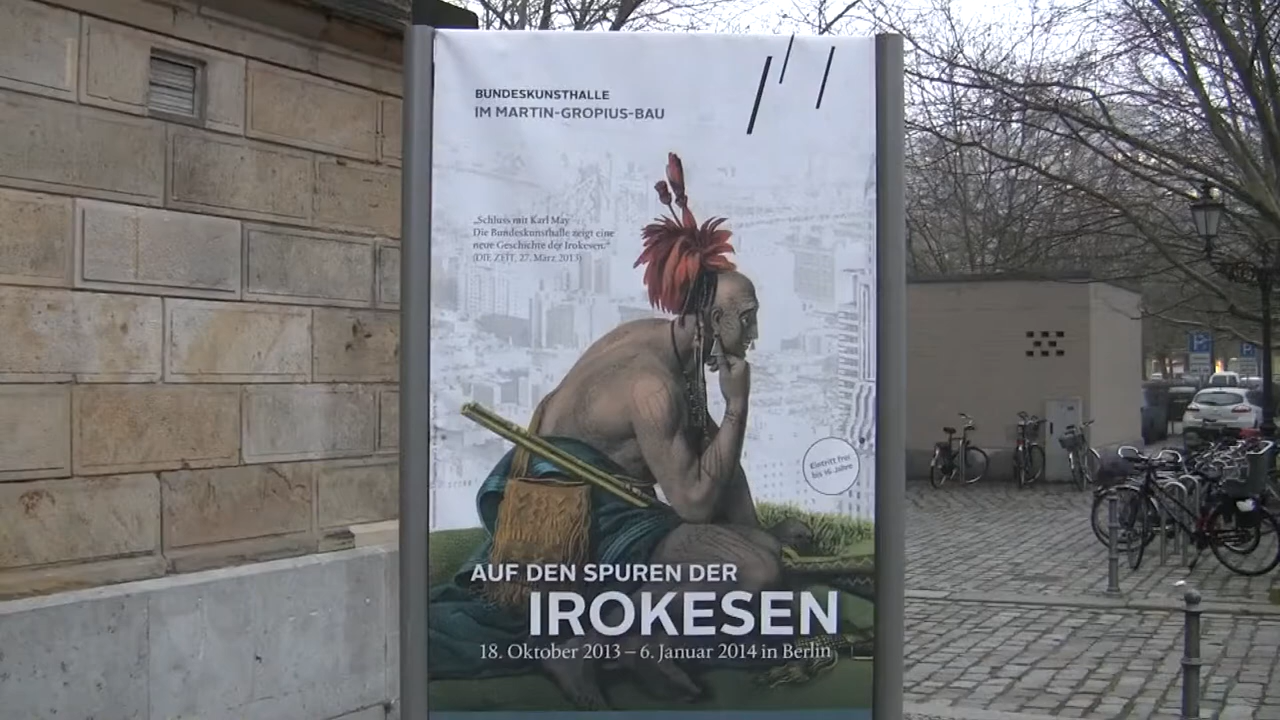 BUNDESKUNSTHALLE
IM MARTIN-GROPIUS-BAU
„Schluss mit Karl May
Die Bundeskunsthalle zeigt eine
neue Geschichte der Irokesen.“
(DIE ZEIT, 27. März 2013)
Eintritt frei
bis 16 Jahre
AUF DEN SPUREN DER
IROKESEN
18. Oktober 2013 – 6. Januar 2014 in Berlin
P
P